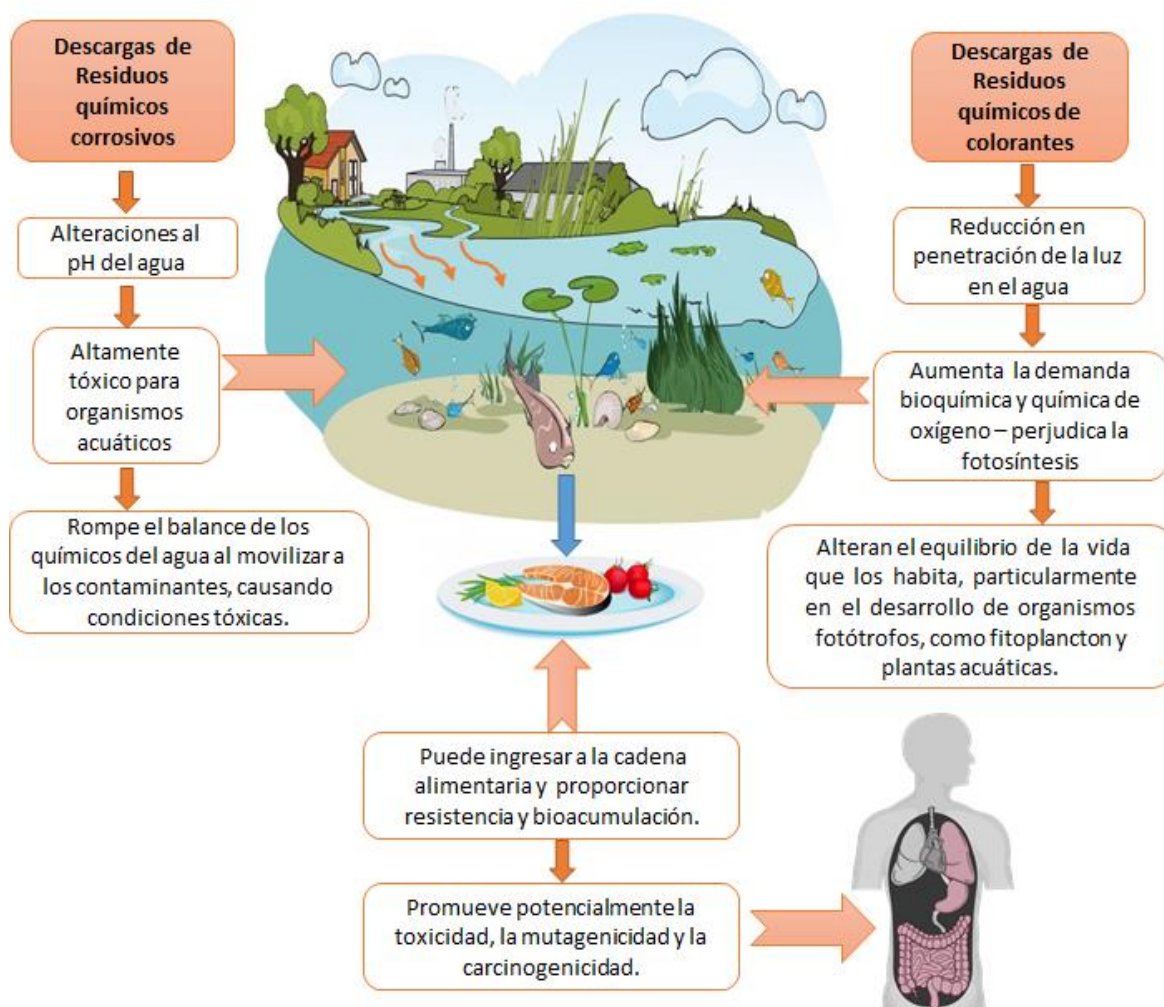 Descargas de
Residuos
químicos
corrosivos
Alteraciones al
pH del agua
Altamente
tóxico para
organismos
acuáticos
Rompe el balance de los
químicos del agua al movilizar a
los contaminantes, causando
condiciones tóxicas.
Descargas de
Residuos
químicos de
colorantes
Reducción en
penetración de la luz
en el agua
Aumenta la demanda
bioquímica y química de
oxígeno – perjudica la
fotosíntesis
Alteran el equilibrio de la vida
que los habita, particularmente
en el desarrollo de organismos
fotótrofos, como fitoplancton y
plantas acuáticas.
Puede ingresar a la cadena
alimentaria y proporcionar
resistencia y bioacumulación.
Promueve potencialmente la
toxicidad, la mutagenicidad y la
carcinogenicidad.